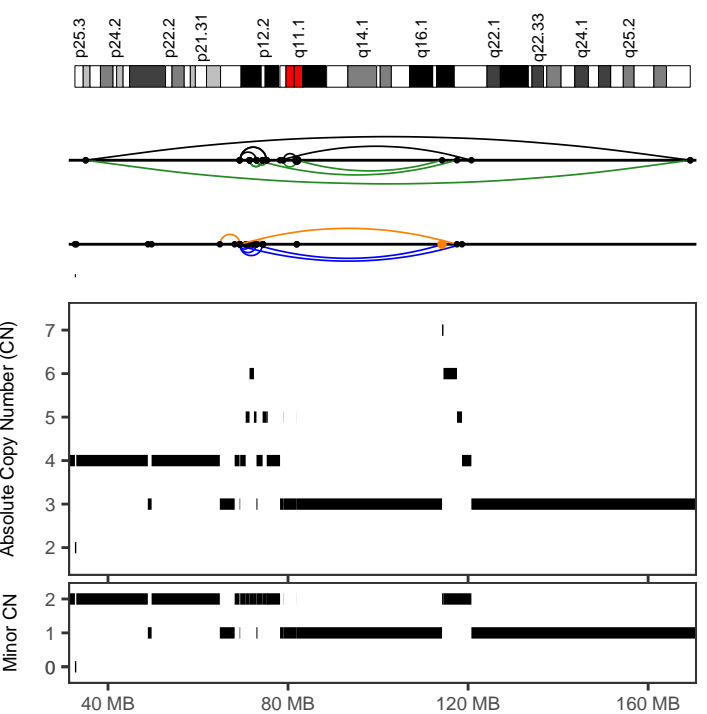 p25.3 p24.2 p22.2 p21.31 p12.2 q11.1 q14.1 q16.1 q22.1 q22.33 q24.1 q25.2
Absolute Copy Number (CN)
7
6
5
4
3
2
Minor CN
2
1
0
40 MB 80 MB 120 MB 160 MB